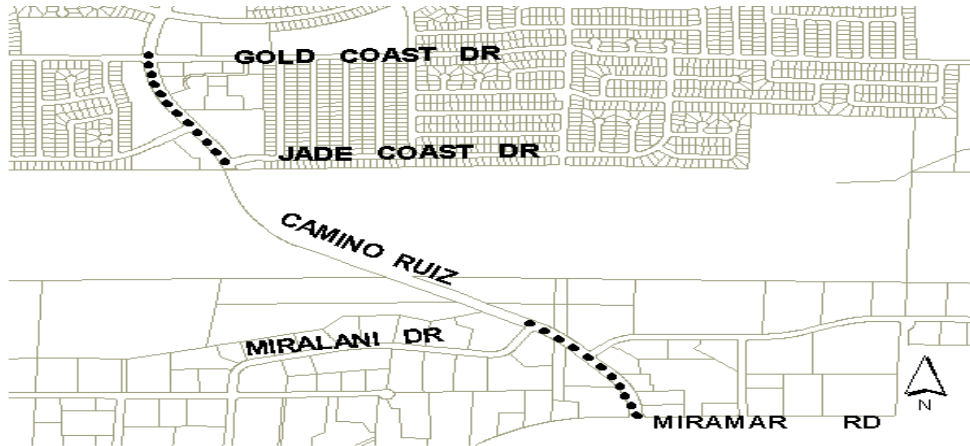 GOLD COAST DR
JADE COAST DR
CAMINO RUIZ
MIRALANI DR
MIRAMAR RD
N